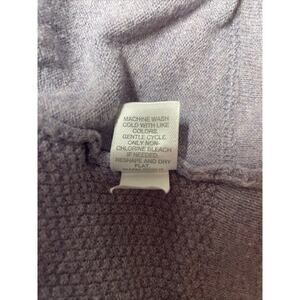 MACHINE WASH
COLD WITH LIKE
COLORS.
GENTLE CYCLE.
ONLY NON-
CHLORINE BLEACH
IF NEEDED.
RESHAPE AND DRY
FLAT.